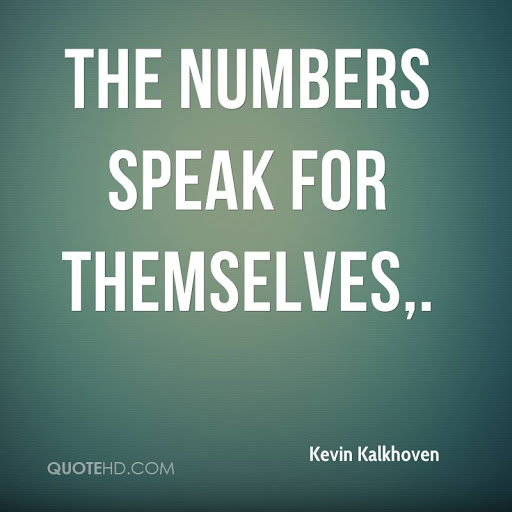 THE NUMBERS
SPEAK FOR
THEMSELVES,.
Kevin Kalkhoven
QUOTEHD.COM